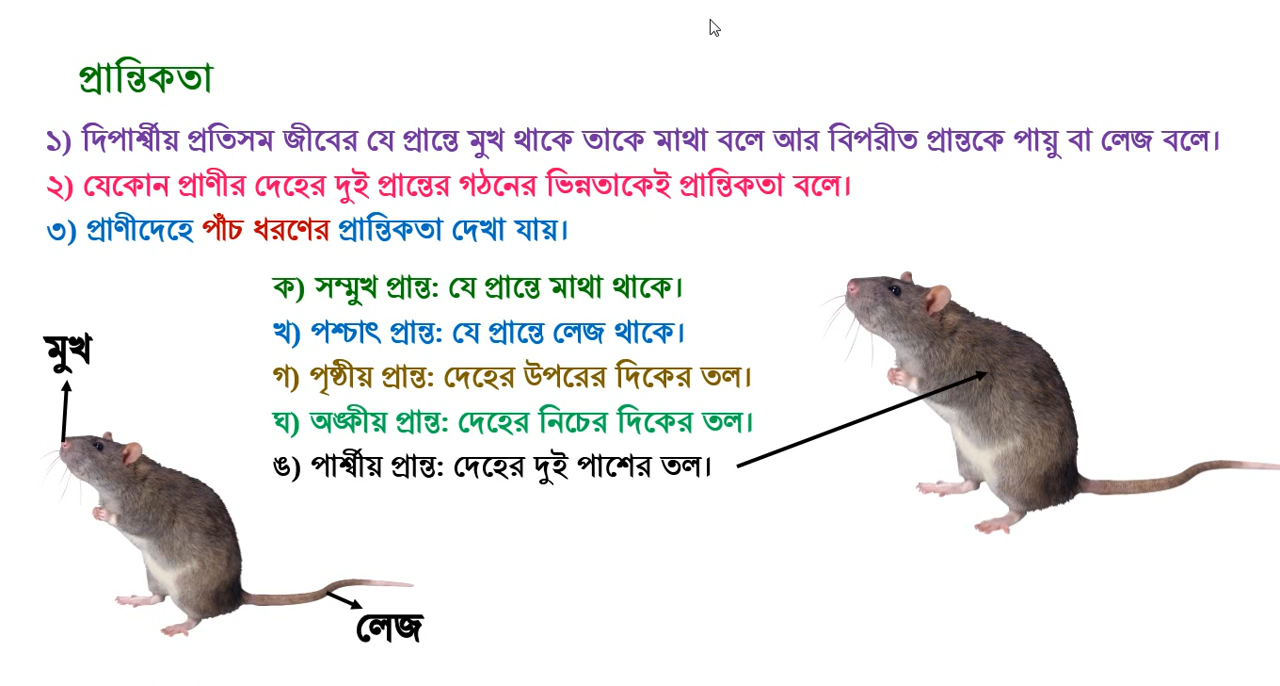 প্রান্তিকতা
১) দিপার্শ্বীয় প্রতিসম জীবের যে প্রান্তে মুখ থাকে তাকে মাথা বলে আর বিপরীত প্রান্তকে পায়ু বা লেজ বলে।
২) যেকোন প্রাণীর দেহের দুই প্রান্তের গঠনের ভিন্নতাকেই প্রান্তিকতা বলে।
৩) প্রাণীদেহে পাঁচ ধরণের প্রান্তিকতা দেখা যায়।
ক) সম্মুখ প্রান্ত: যে প্রান্তে মাথা থাকে।
খ) পশ্চাৎ প্রান্ত: যে প্রান্তে লেজ থাকে।
গ) পৃষ্ঠীয় প্রান্ত: দেহের উপরের দিকের তল।
ঘ) অঙ্কীয় প্রান্ত: দেহের নিচের দিকের তল।
ঙ) পার্শ্বীয় প্রান্ত: দেহের দুই পাশের তল।
মুখ
লেজ